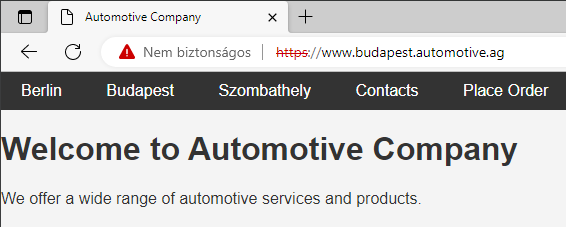 Automotive Company
Nem biztonságos https://www.budapest.automotive.ag
Berlin Budapest Szombathely Contacts Place Order
Welcome to Automotive Company
We offer a wide range of automotive services and products.